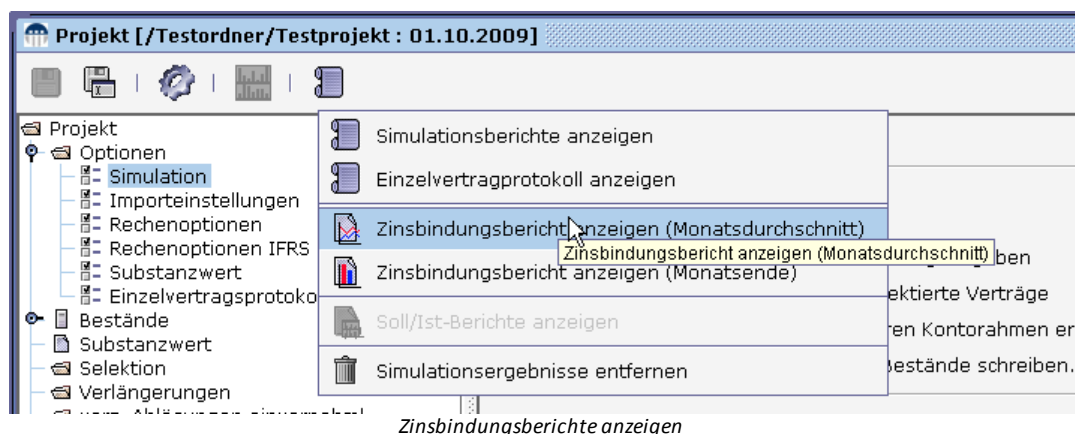 Projekt [/Testordner/Testprojekt : 01.10.2009]
Projekt
Optionen
Simulation
Importeinstellungen
Rechenoptionen
Rechenoptionen IFRS
Substanzwert
Einzelvertragsprotoko
Bestände
Substanzwert
Selektion
Verlängerungen
Simulationsberichte anzeigen
Einzelvertragprotokoll anzeigen
Zinsbindungsbericht anzeigen (Monatsdurchschnitt)
Zinsbindungsbericht anzeigen (Monatsdurchschnitt)
Zinsbindungsbericht anzeigen (Monatsende)
Soll/Ist-Berichte anzeigen
Simulationsergebnisse entfernen
ben
ektierte Verträge
ren Kontorahmen er
Bestände schreiben.
Zinsbindungsberichte anzeigen